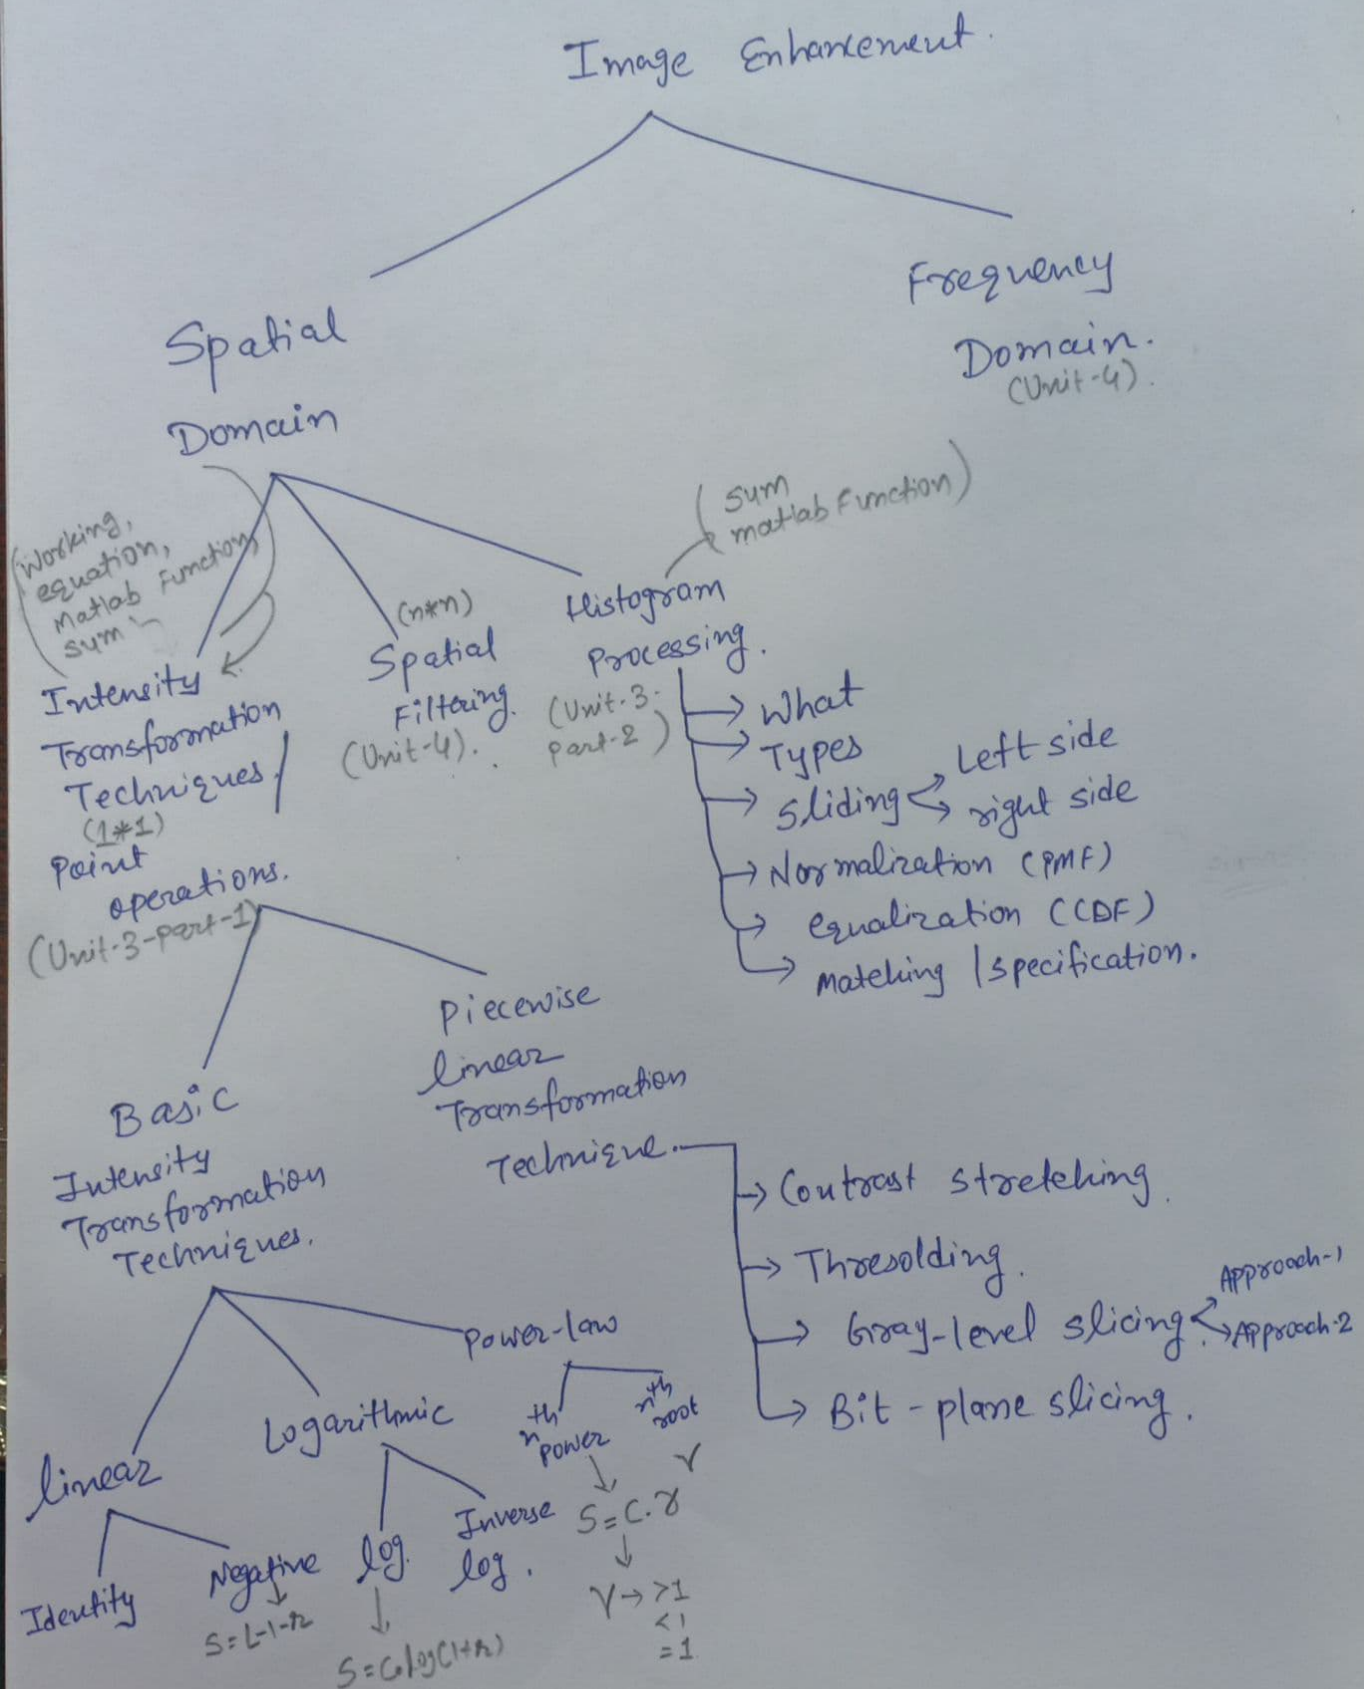 Image Enhancement.
Spatial
Domain
Frequency
Domain.
(Unit-4).
(Working,
equation,
Matlab Function,
Sum
(Sum
matlab Function)
Intensity
Transformation
Techniques
(1*1)
Point
operations.
(Unit-3-Part-1)
(n*n)
Spatial
Filtering.
(Unit-4).
Histogram
Processing.
(Unit-3-
Part-2)
What
Types
Sliding
Left side
right side
Normalization (PMF)
equalization (CDF)
Matching / specification.
Basic
Intensity
Transformation
Techniques.
Piecewise
linear
Transformation
Technique.
Contrast stretching.
Thresolding.
Gray-level slicing.
Approach-1
Approach-2
Bit-plane slicing.
linear
Identity
Negative
S=L-1-r
Logarithmic
log.
S=C.log(1+r)
Inverse
log.
Power-law
nth
power
nth
root
S=C.r^γ
γ→>1
<1
=1